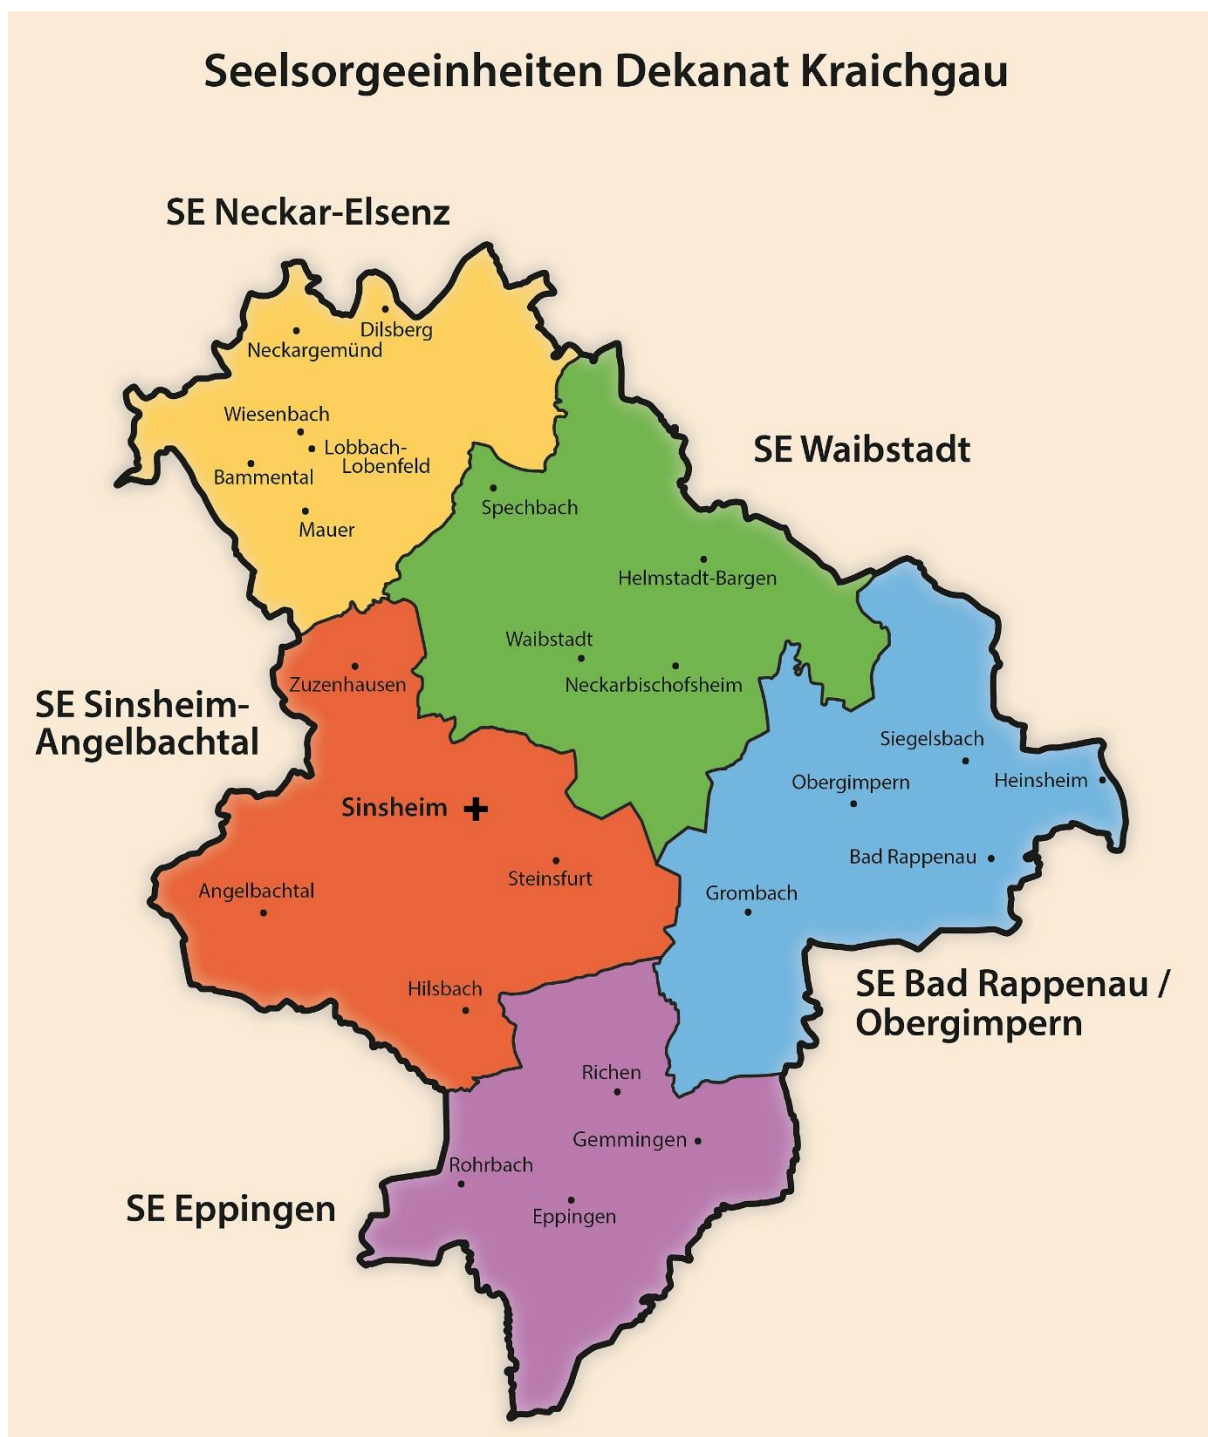 Seelsorgeeinheiten Dekanat Kraichgau
SE Neckar-Elsenz
Dilsberg
Neckargemünd
Wiesenbach
Lobbach-
Lobenfeld
Bammental
Mauer
SE Waibstadt
Spechbach
Helmstadt-Bargen
Waibstadt
Neckarbischofsheim
SE Sinsheim-
Angelbachtal
Zuzenhausen
Sinsheim
Steinsfurt
Angelbachtal
Hilsbach
Siegelsbach
Heinsheim
Obergimpern
Bad Rappenau
Grombach
SE Bad Rappenau /
Obergimpern
Richen
Gemmingen
Rohrbach
Eppingen
SE Eppingen